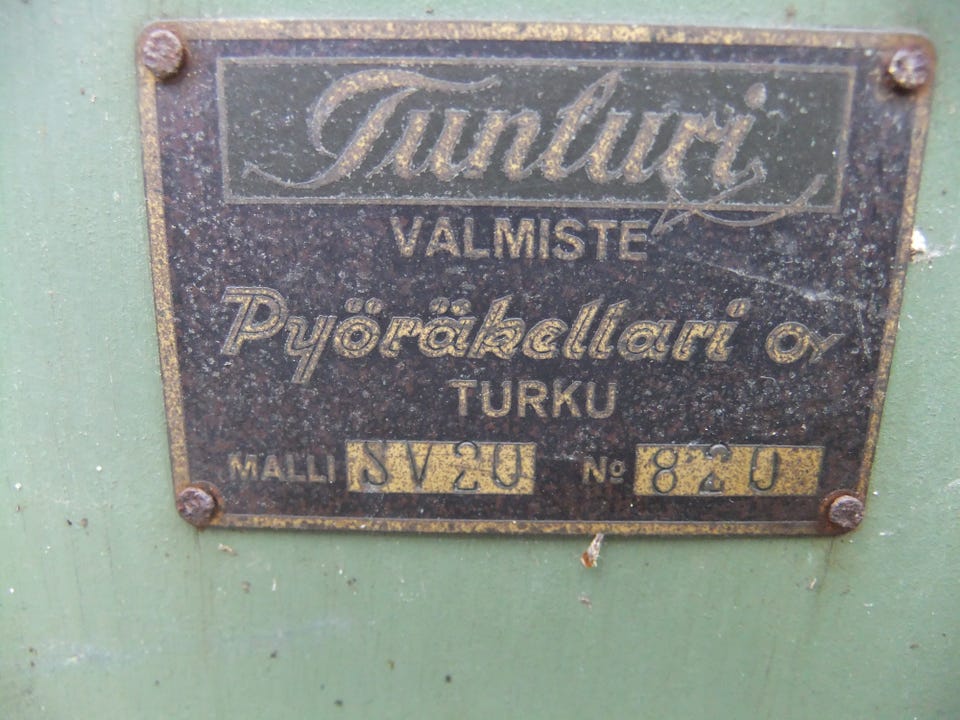 Tunturi
VALMISTE
Pyöräkellari OY
TURKU
MALLI SV20 No 820